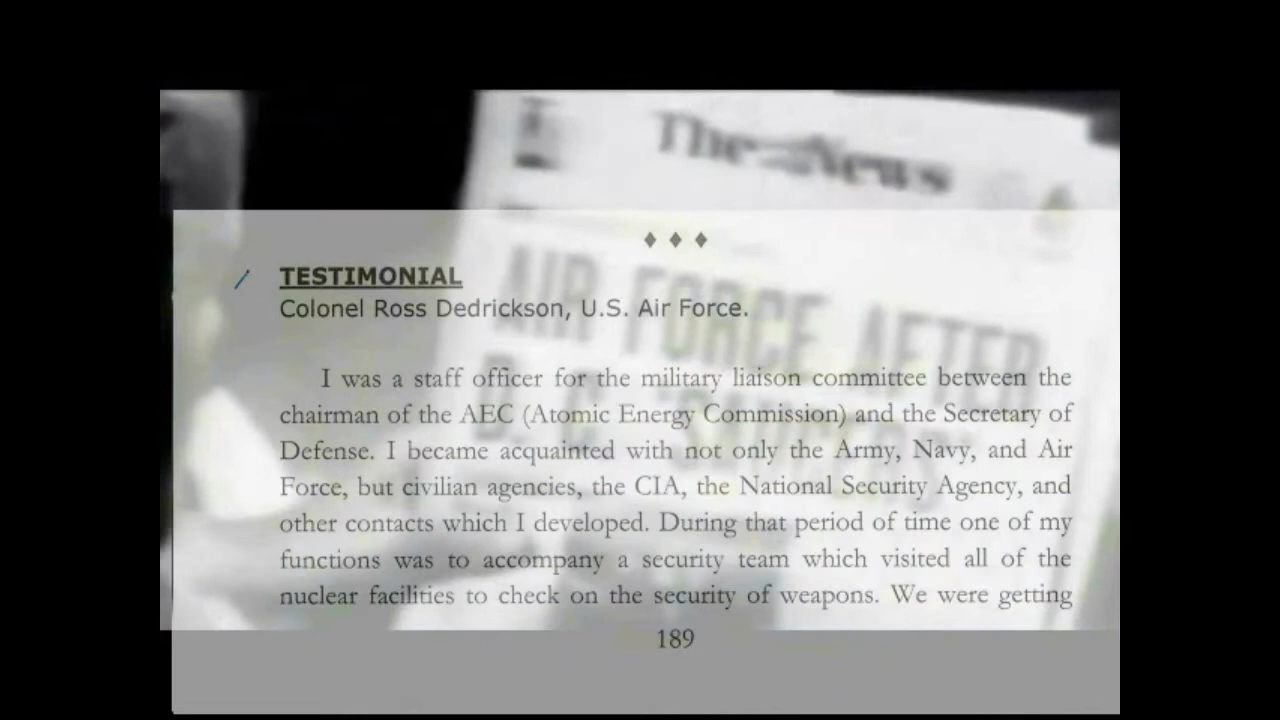 The News
♦ ♦ ♦
TESTIMONIAL
AIR FORCE AFTER
Colonel Ross Dedrickson, U.S. Air Force.
I was a staff officer for the military liaison committee between the
chairman of the AEC (Atomic Energy Commission) and the Secretary of
Defense. I became acquainted with not only the Army, Navy, and Air
Force, but civilian agencies, the CIA, the National Security Agency, and
other contacts which I developed. During that period of time one of my
functions was to accompany a security team which visited all of the
nuclear facilities to check on the security of weapons. We were getting
189